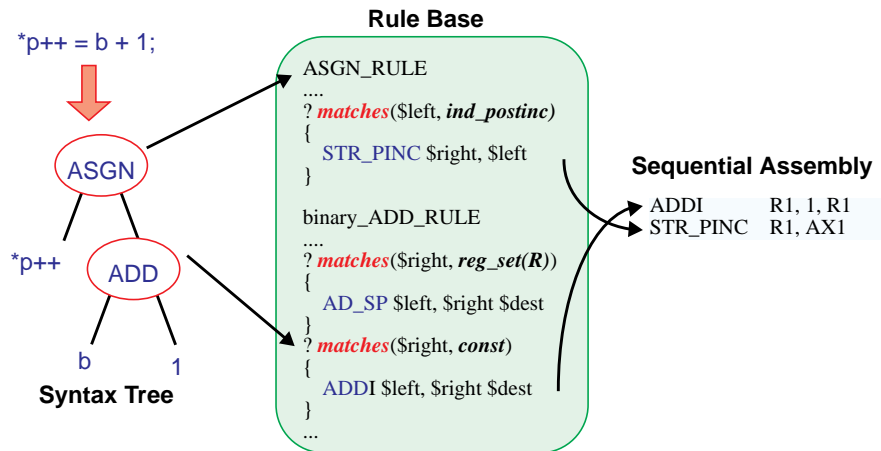 *p++ = b + 1;
ASGN
*p++
ADD
b
1
Syntax Tree
Rule Base
ASGN_RULE
....
? matches($left, ind_postinc)
{
STR_PINC $right, $left
}
binary_ADD_RULE
....
? matches($right, reg_set(R))
{
AD_SP $left, $right $dest
}
? matches($right, const)
{
ADDI $left, $right $dest
}
...
Sequential Assembly
ADDI R1, 1, R1
STR_PINC R1, AX1